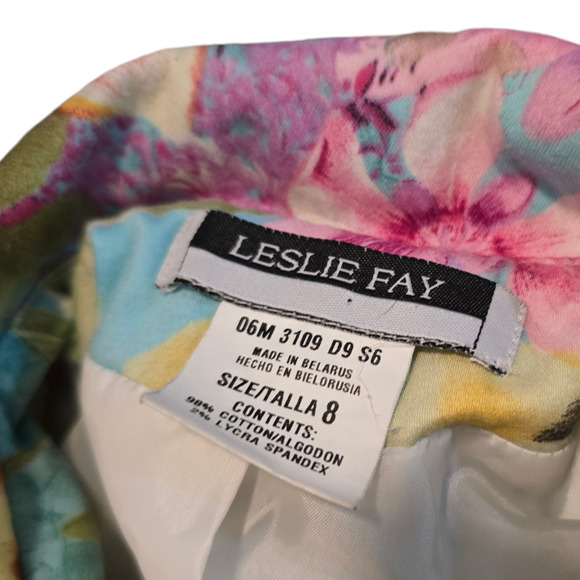 LESLIE FAY
06M 3109 D9 S6
MADE IN BELARUS
HECHO EN BIELORUSIA
SIZE/TALLA 8
CONTENTS:
98% COTTON/ALGODON
2% LYCRA SPANDEX